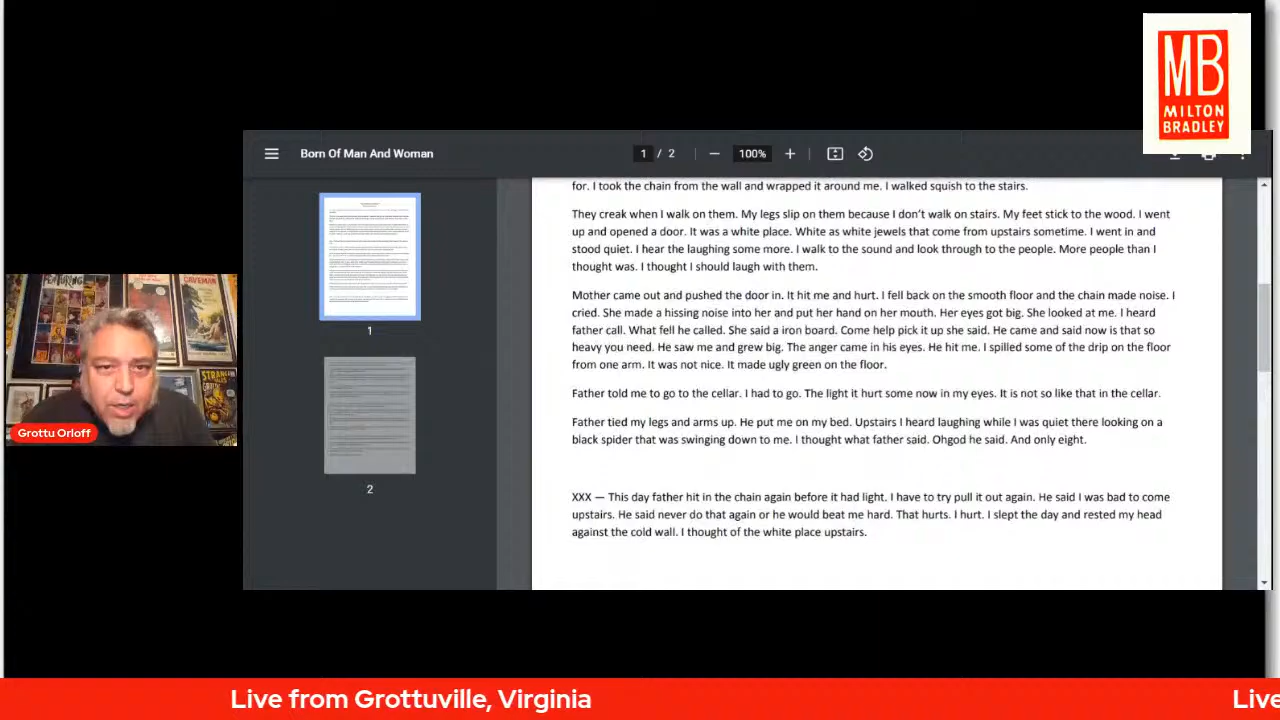 MB
MILTON
BRADLEY
Born Of Man And Woman
1 / 2
100%
for. I took the chain from the wall and wrapped it around me. I walked squish to the stairs.
They creak when I walk on them. My legs slip on them because I don't walk on stairs. My feet stick to the wood. I went
up and opened a door. It was a white place. White as white jewels that come from upstairs sometime. I went in and
stood quiet. I hear the laughing some more. I walk to the sound and look through to the people. More people than I
thought was. I thought I should laugh with them.
Mother came out and pushed the door in. It hit me and hurt. I fell back on the smooth floor and the chain made noise. I
cried. She made a hissing noise into her and put her hand on her mouth. Her eyes got big. She looked at me. I heard
father call. What fell he called. She said a iron board. Come help pick it up she said. He came and said now is that so
heavy you need. He saw me and grew big. The anger came in his eyes. He hit me. I spilled some of the drip on the floor
from one arm. It was not nice. It made ugly green on the floor.
Father told me to go to the cellar. I had to go. The light it hurt some now in my eyes. It is not so like that in the cellar.
Father tied my legs and arms up. He put me on my bed. Upstairs I heard laughing while I was quiet there looking on a
black spider that was swinging down to me. I thought what father said. Ohgod he said. And only eight.
XXX — This day father hit in the chain again before it had light. I have to try pull it out again. He said I was bad to come
upstairs. He said never do that again or he would beat me hard. That hurts. I hurt. I slept the day and rested my head
against the cold wall. I thought of the white place upstairs.
1
2
FEATURING
CAVEMAN
STRANGE
TALES
Grottu Orloff
Live from Grottuville, Virginia
Live